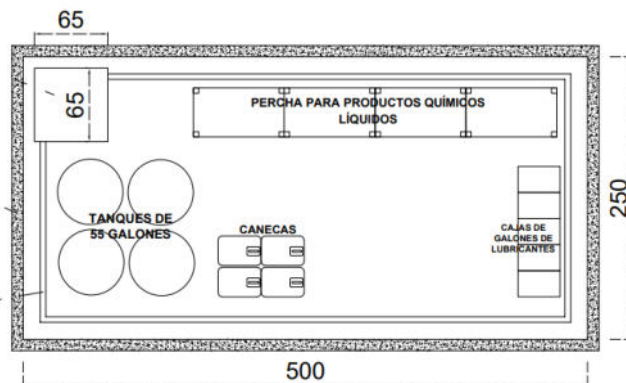 65
65
PERCHA PARA PRODUCTOS QUÍMICOS
LÍQUIDOS
TANQUES DE
55 GALONES
CANECAS
CAJAS DE
GALONES DE
LUBRICANTES
250
500